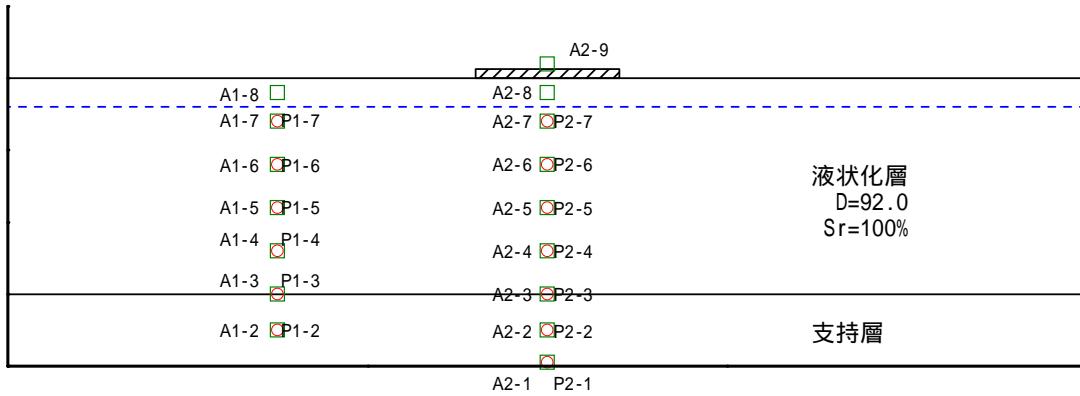 A2-9
A1-8 A2-8
A1-7 P1-7 A2-7 P2-7
A1-6 P1-6 A2-6 P2-6
液状化層
D=92.0
Sr=100%
A1-5 P1-5 A2-5 P2-5
A1-4 P1-4 A2-4 P2-4
A1-3 P1-3 A2-3 P2-3
A1-2 P1-2 A2-2 P2-2
支持層
A2-1 P2-1